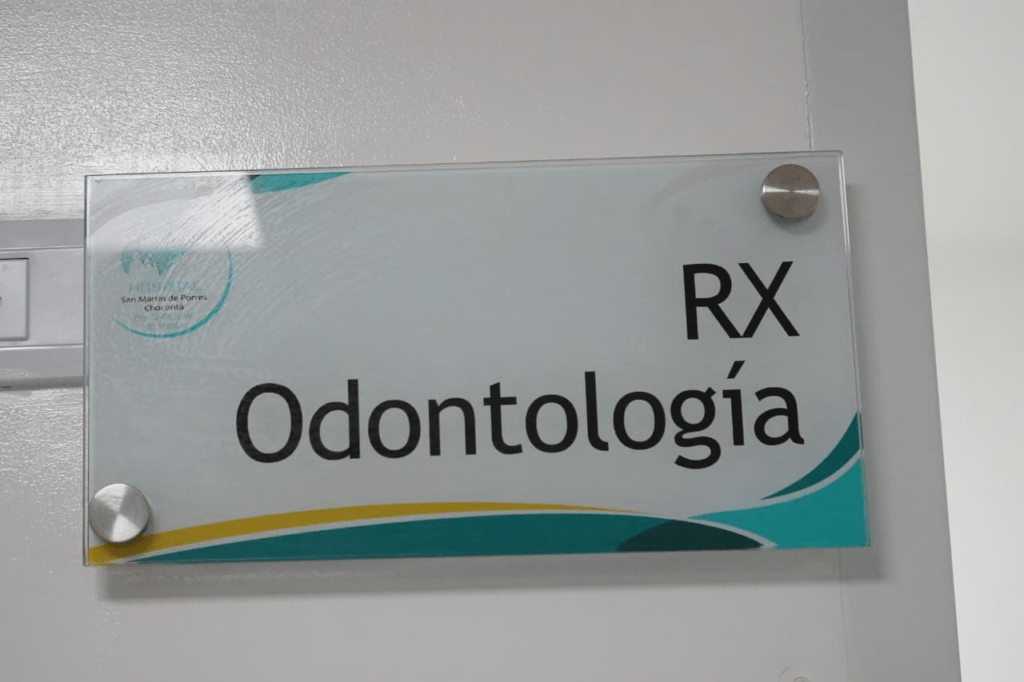 HOSPITAL
San Martín de Porres
Chocontá
RX
Odontología